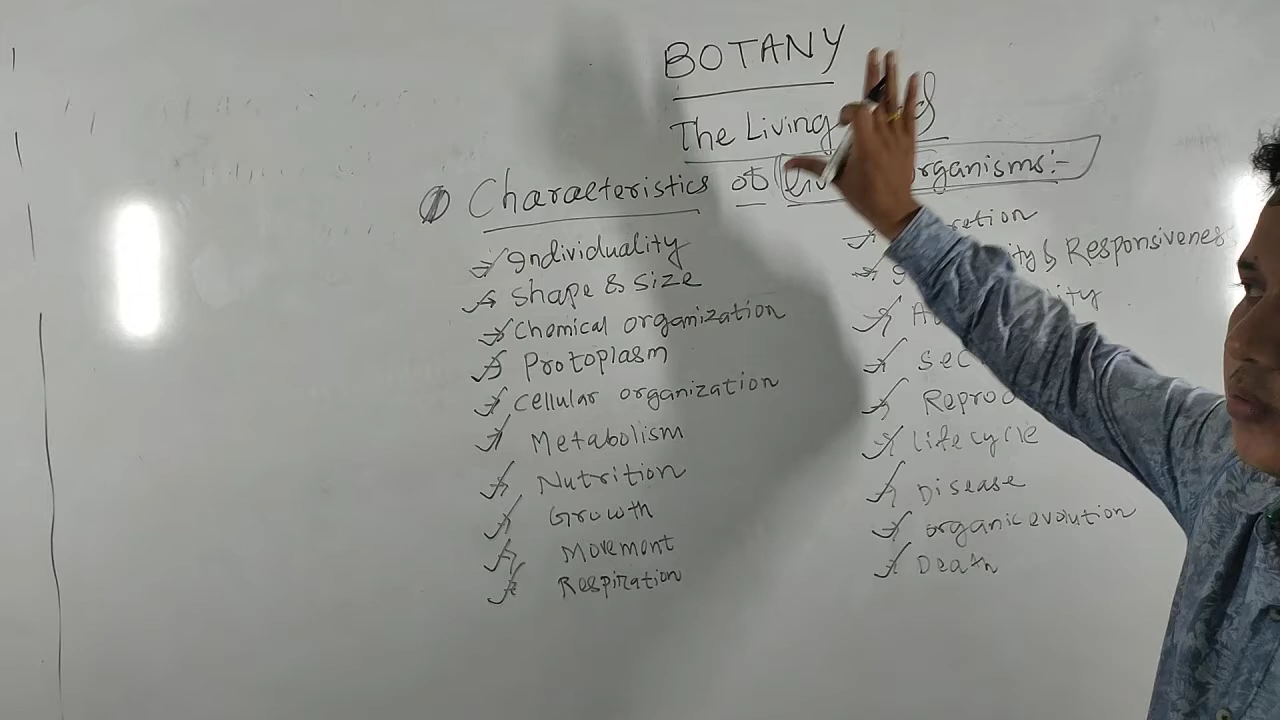 BOTANY
The Living
Characteristics of organisms:-
Individuality
Shape & size
Chemical organization
Protoplasm
Cellular organization
Metabolism
Nutrition
Growth
Movement
Respiration
& Responsiveness
Life cycle
Disease
organic evolution
Death